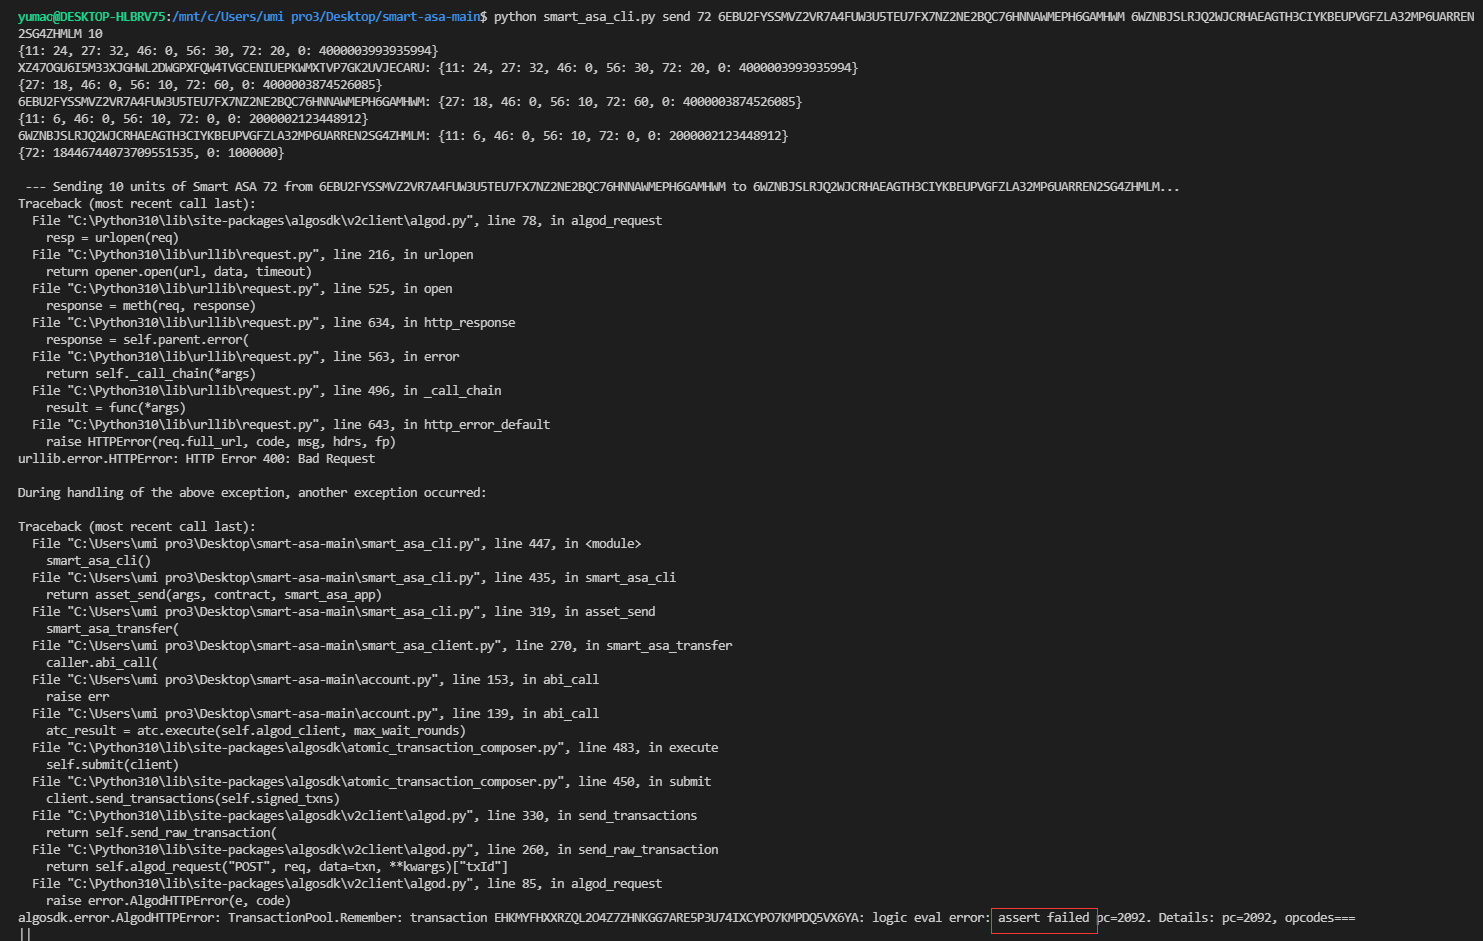 yumao@DESKTOP-HLBRV75:/mnt/c/Users/umi pro3/Desktop/smart-asa-main$ python smart_asa_cli.py send 72 6EBU2FYSSMVZ2VR7A4FUW3U5TEU7FX7NZ2NE2BQC76HNNAWMEPH6GAMHWM 6WZNBJSLRJQ2WJCRHAEAGTH3CIYKBEUPVGFZLA32MP6UARREN
2SG4ZHMLM 10
{11: 24, 27: 32, 46: 0, 56: 30, 72: 20, 0: 4000003993935994}
XZ47OGU6I5M33XJGHWL2DWGPXFQW4TVGCENIUEPKWMXTVP7GK2UVJECARU: {11: 24, 27: 32, 46: 0, 56: 30, 72: 20, 0: 4000003993935994}
{27: 18, 46: 0, 56: 10, 72: 60, 0: 4000003874526085}
6EBU2FYSSMVZ2VR7A4FUW3U5TEU7FX7NZ2NE2BQC76HNNAWMEPH6GAMHWM: {27: 18, 46: 0, 56: 10, 72: 60, 0: 4000003874526085}
{11: 6, 46: 0, 56: 10, 72: 0, 0: 2000002123448912}
6WZNBJSLRJQ2WJCRHAEAGTH3CIYKBEUPVGFZLA32MP6UARREN2SG4ZHMLM: {11: 6, 46: 0, 56: 10, 72: 0, 0: 2000002123448912}
{72: 18446744073709551535, 0: 1000000}
--- Sending 10 units of Smart ASA 72 from 6EBU2FYSSMVZ2VR7A4FUW3U5TEU7FX7NZ2NE2BQC76HNNAWMEPH6GAMHWM to 6WZNBJSLRJQ2WJCRHAEAGTH3CIYKBEUPVGFZLA32MP6UARREN2SG4ZHMLM...
Traceback (most recent call last):
File "C:\Python310\lib\site-packages\algosdk\v2client\algod.py", line 78, in algod_request
resp = urlopen(req)
File "C:\Python310\lib\urllib\request.py", line 216, in urlopen
return opener.open(url, data, timeout)
File "C:\Python310\lib\urllib\request.py", line 525, in open
response = meth(req, response)
File "C:\Python310\lib\urllib\request.py", line 634, in http_response
response = self.parent.error(
File "C:\Python310\lib\urllib\request.py", line 563, in error
return self._call_chain(*args)
File "C:\Python310\lib\urllib\request.py", line 496, in _call_chain
result = func(*args)
File "C:\Python310\lib\urllib\request.py", line 643, in http_error_default
raise HTTPError(req.full_url, code, msg, hdrs, fp)
urllib.error.HTTPError: HTTP Error 400: Bad Request
During handling of the above exception, another exception occurred:
Traceback (most recent call last):
File "C:\Users\umi pro3\Desktop\smart-asa-main\smart_asa_cli.py", line 447, in <module>
smart_asa_cli()
File "C:\Users\umi pro3\Desktop\smart-asa-main\smart_asa_cli.py", line 435, in smart_asa_cli
return asset_send(args, contract, smart_asa_app)
File "C:\Users\umi pro3\Desktop\smart-asa-main\smart_asa_cli.py", line 319, in asset_send
smart_asa_transfer(
File "C:\Users\umi pro3\Desktop\smart-asa-main\smart_asa_client.py", line 270, in smart_asa_transfer
caller.abi_call(
File "C:\Users\umi pro3\Desktop\smart-asa-main\account.py", line 153, in abi_call
raise err
File "C:\Users\umi pro3\Desktop\smart-asa-main\account.py", line 139, in abi_call
atc_result = atc.execute(self.algod_client, max_wait_rounds)
File "C:\Python310\lib\site-packages\algosdk\atomic_transaction_composer.py", line 483, in execute
self.submit(client)
File "C:\Python310\lib\site-packages\algosdk\atomic_transaction_composer.py", line 450, in submit
client.send_transactions(self.signed_txns)
File "C:\Python310\lib\site-packages\algosdk\v2client\algod.py", line 330, in send_transactions
return self.send_raw_transaction(
File "C:\Python310\lib\site-packages\algosdk\v2client\algod.py", line 260, in send_raw_transaction
return self.algod_request("POST", req, data=txn, **kwargs)["txId"]
File "C:\Python310\lib\site-packages\algosdk\v2client\algod.py", line 85, in algod_request
raise error.AlgodHTTPError(e, code)
algosdk.error.AlgodHTTPError: TransactionPool.Remember: transaction EHKMYFHXXRZQL2O4Z7ZHNKGG7ARE5P3U74IXCYPO7KMPDQ5VX6YA: logic eval error: assert failed pc=2092. Details: pc=2092, opcodes===
||